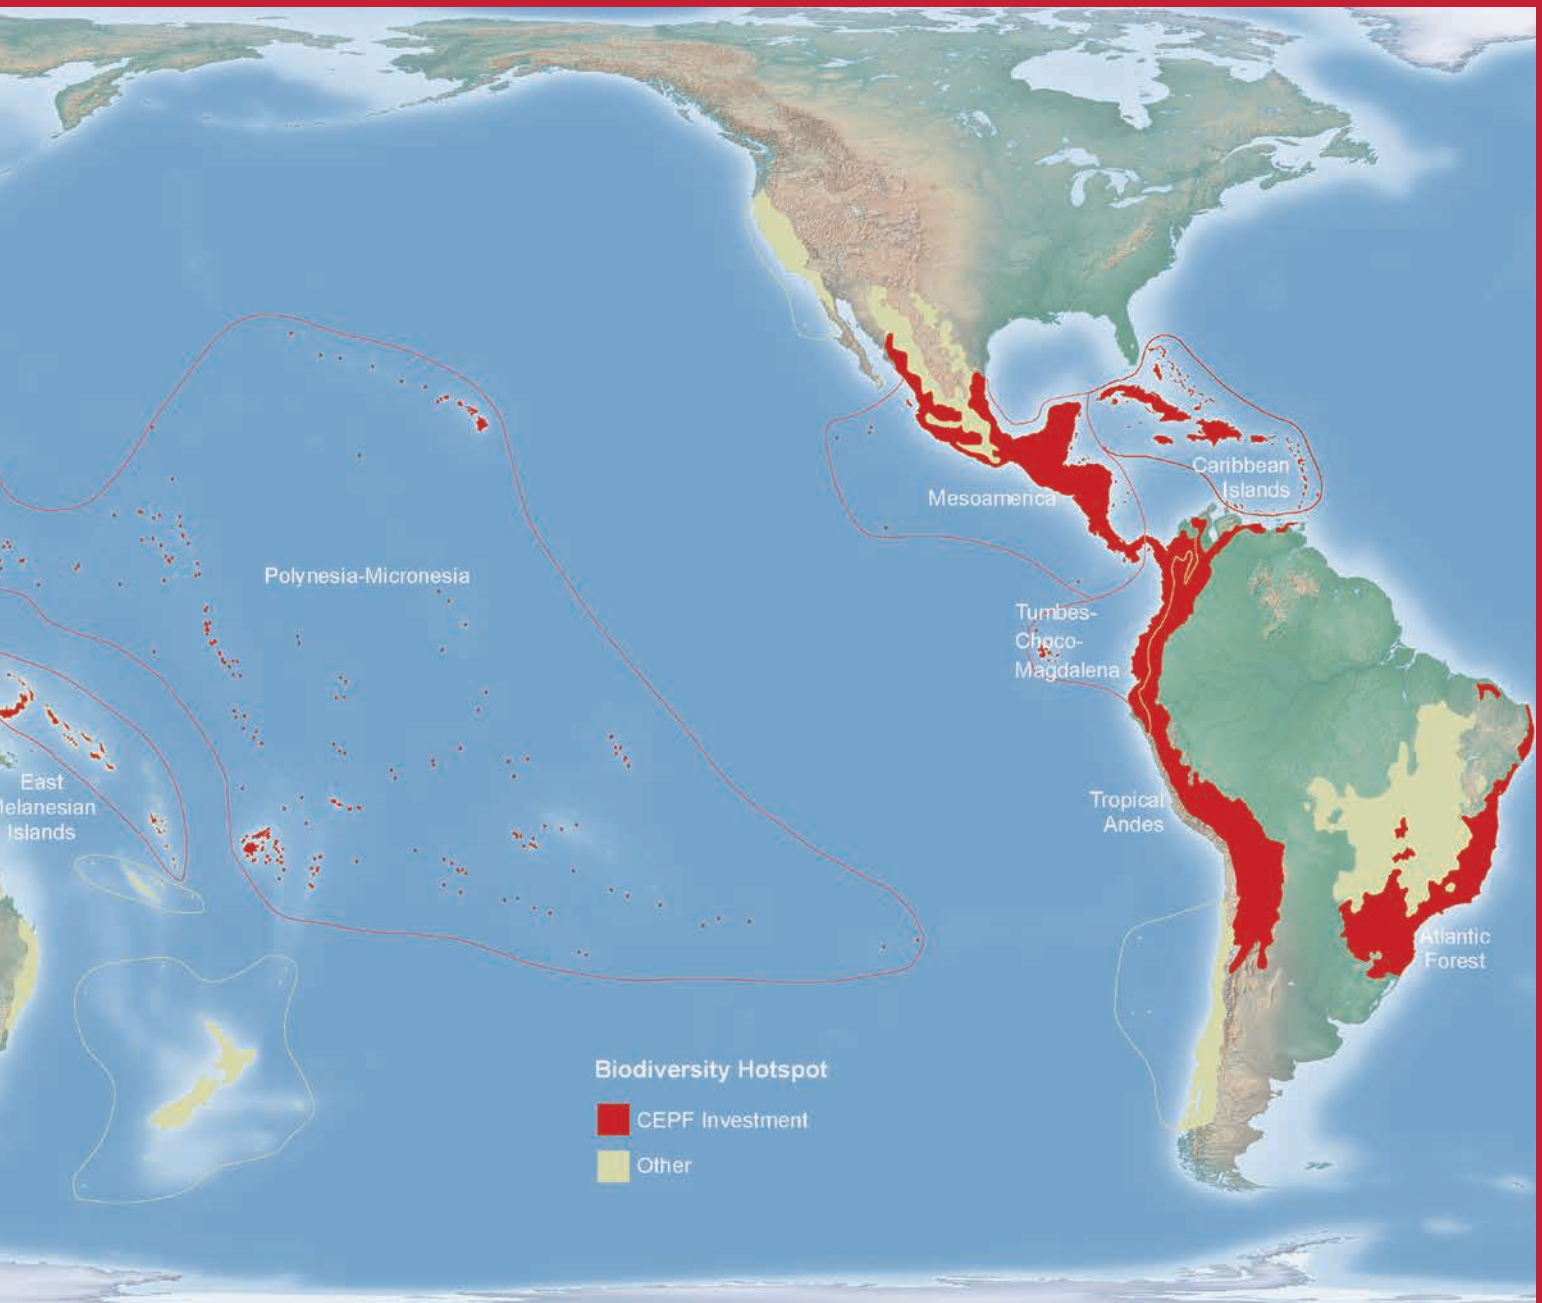 Caribbean
Islands
Mesoamerica
Polynesia-Micronesia
Tumbes-
Choco-
Magdalena
East
Melanesian
Islands
Tropical
Andes
Atlantic
Forest
Biodiversity Hotspot
CEPF Investment
Other